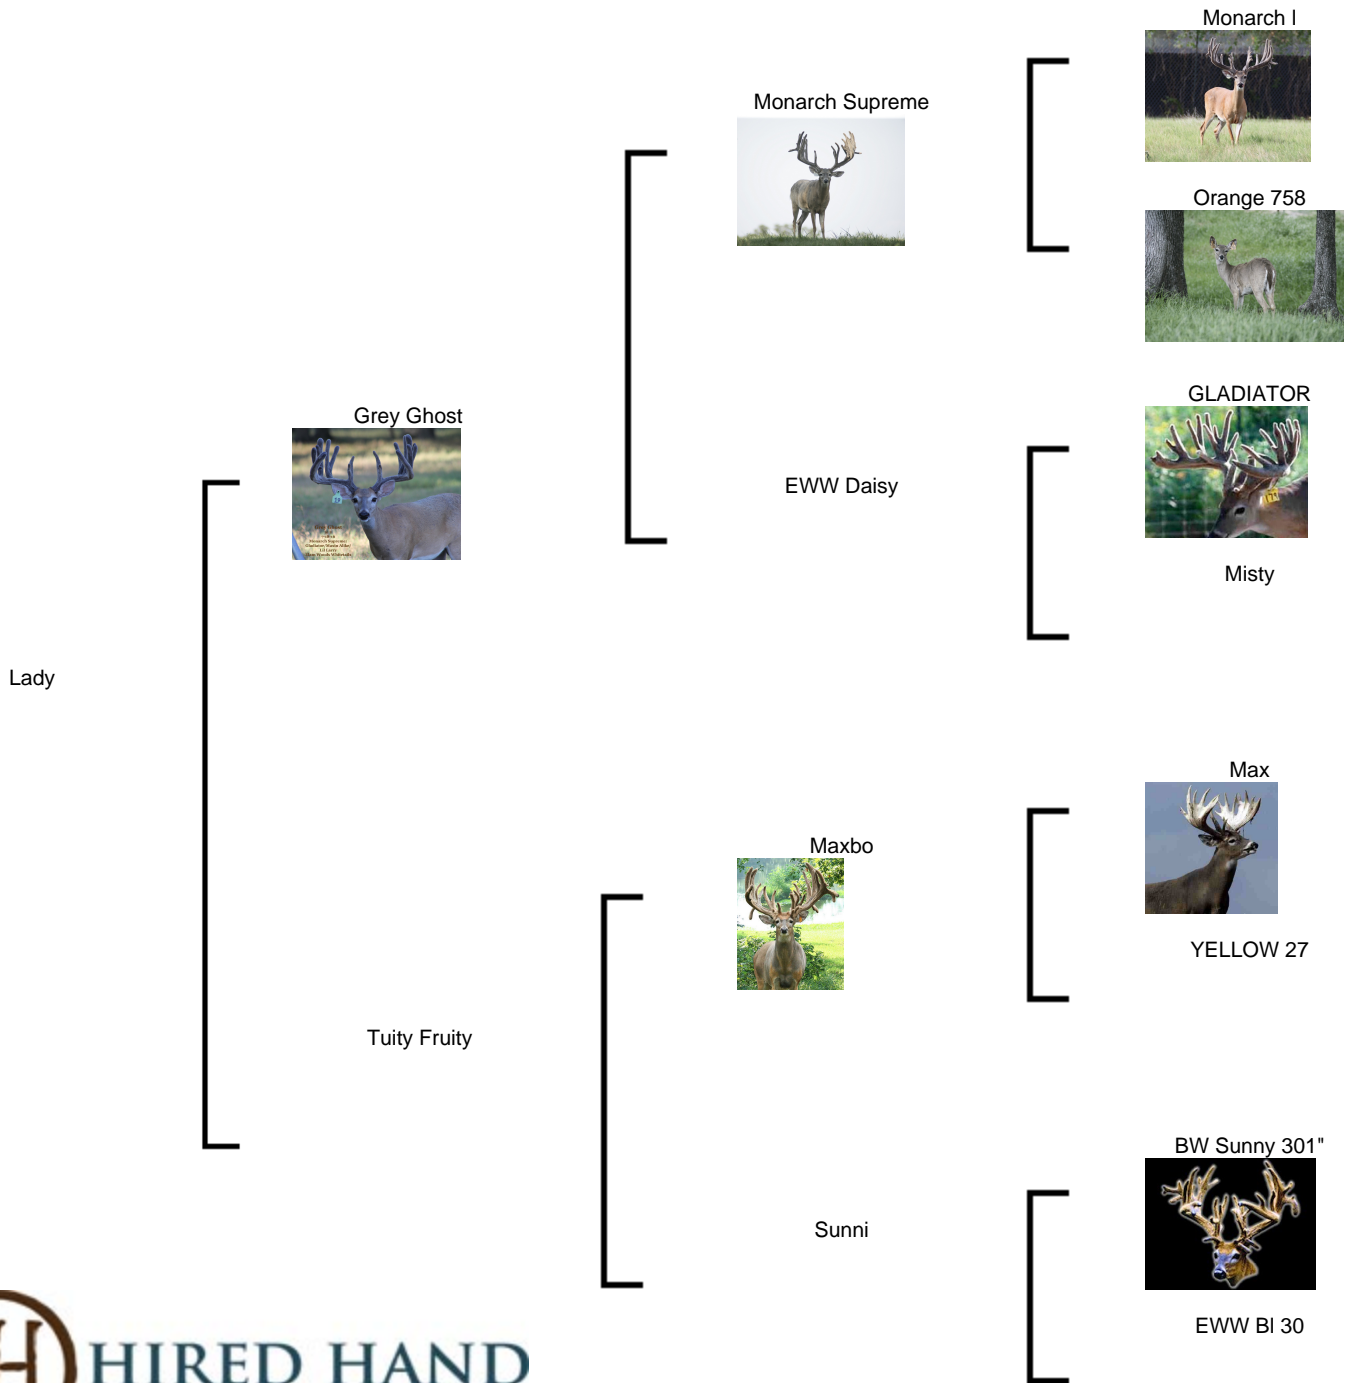 Monarch I
Monarch Supreme
Orange 758
GLADIATOR
Grey Ghost
EWW Daisy
Misty
Lady
Max
Maxbo
YELLOW 27
Tuity Fruity
BW Sunny 301"
Sunni
EWW Bl 30
H HIRED HAND